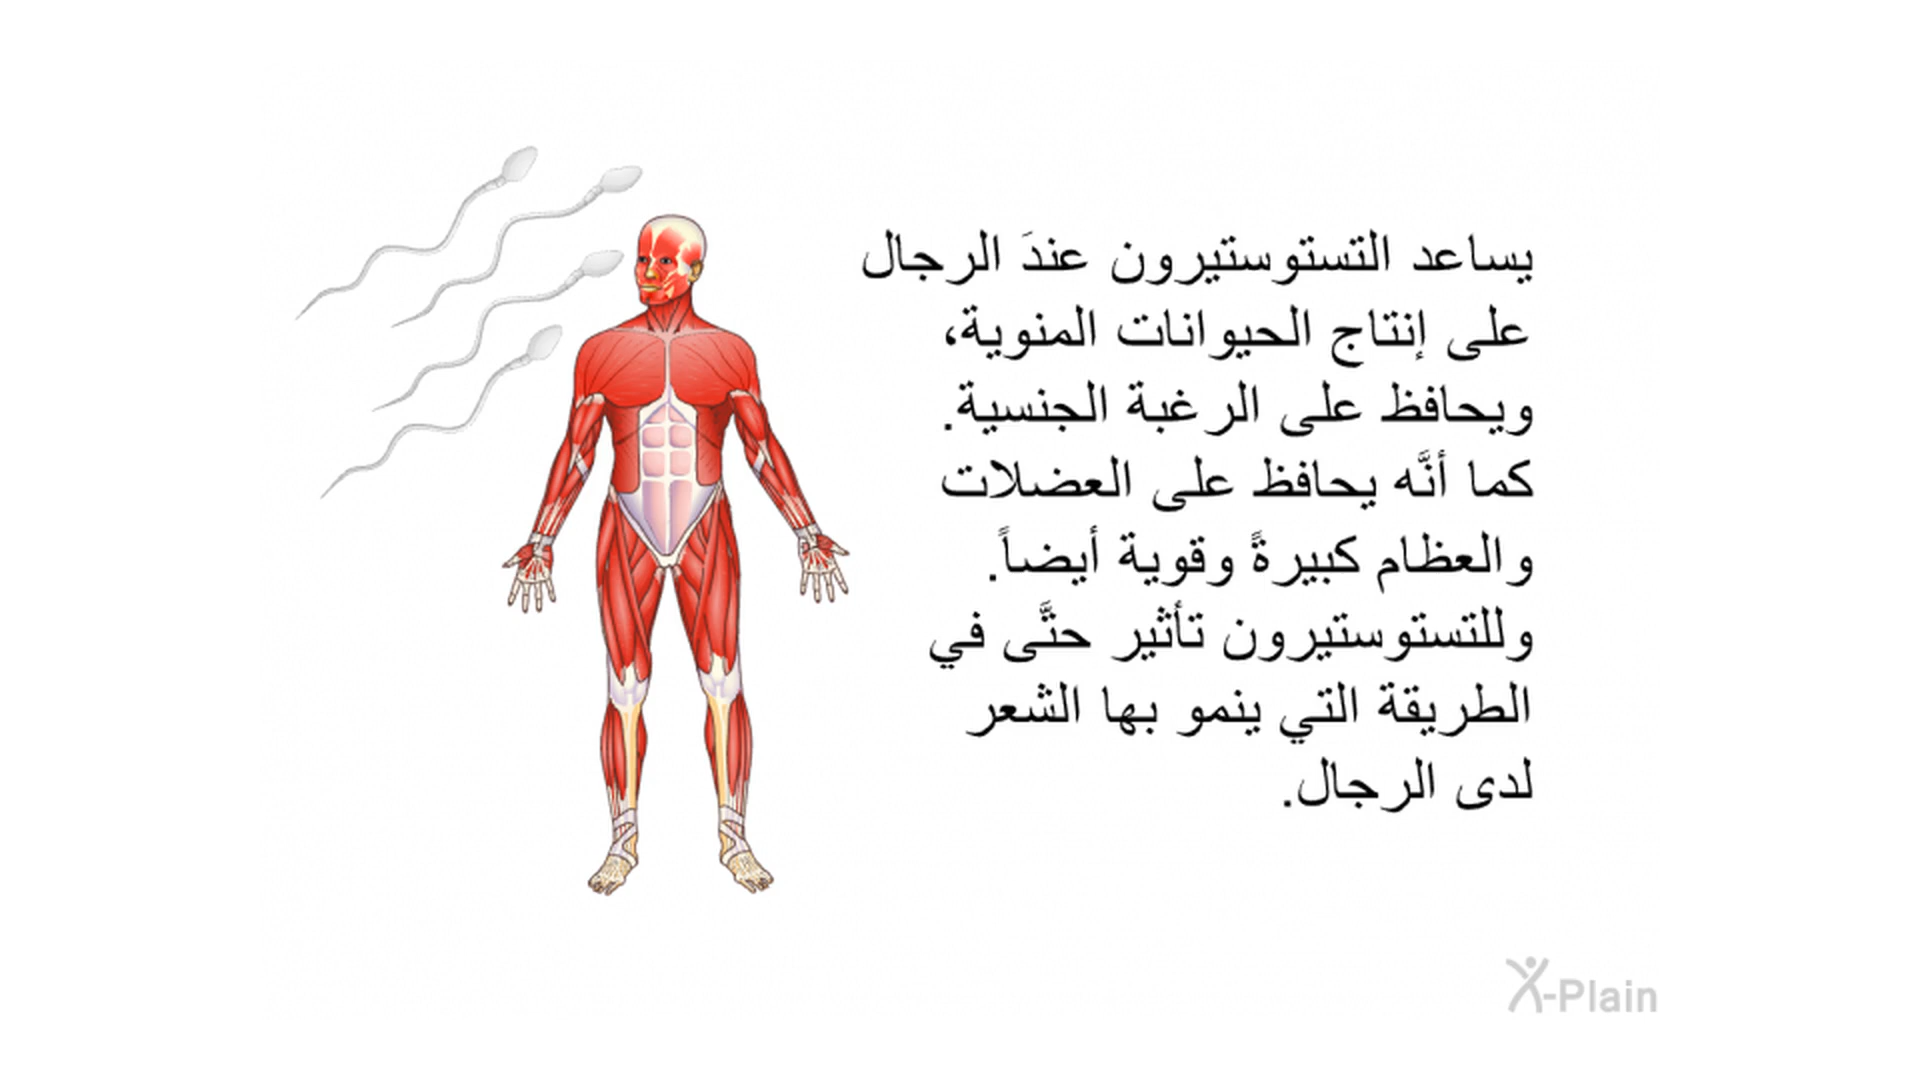 يساعد التستوستيرون عندَ الرجال
على إنتاج الحيوانات المنوية،
ويحافظ على الرغبة الجنسية.
كما أنَّه يحافظ على العضلات
والعظام كبيرةً وقوية أيضاً.
وللتستوستيرون تأثير حتَّى في
الطريقة التي ينمو بها الشعر
لدى الرجال.
X-Plain